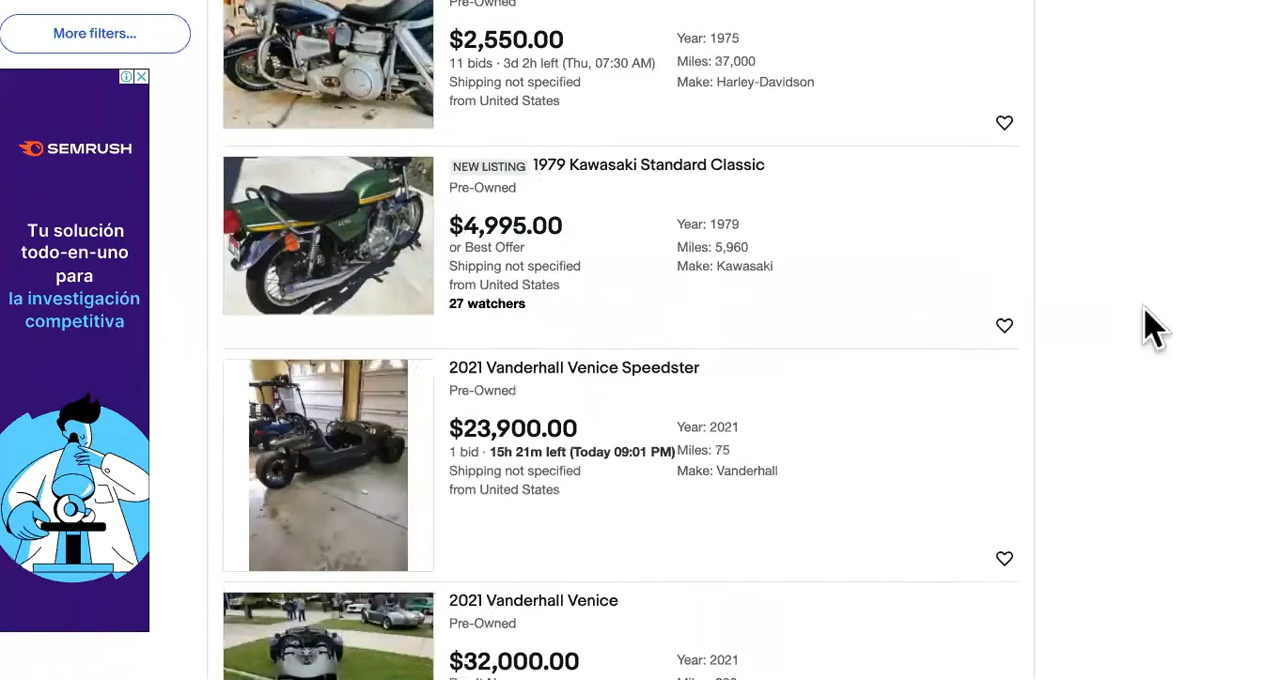 More filters...
SEMRUSH
Tu solución
todo-en-uno
para
la investigación
competitiva
Pre-Owned
$2,550.00
11 bids · 3d 2h left (Thu, 07:30 AM)
Shipping not specified
from United States
Year: 1975
Miles: 37,000
Make: Harley-Davidson
NEW LISTING 1979 Kawasaki Standard Classic
Pre-Owned
$4,995.00
or Best Offer
Shipping not specified
from United States
27 watchers
Year: 1979
Miles: 5,960
Make: Kawasaki
2021 Vanderhall Venice Speedster
Pre-Owned
$23,900.00
1 bid · 15h 21m left (Today 09:01 PM)
Shipping not specified
from United States
Year: 2021
Miles: 75
Make: Vanderhall
2021 Vanderhall Venice
Pre-Owned
$32,000.00
Year: 2021